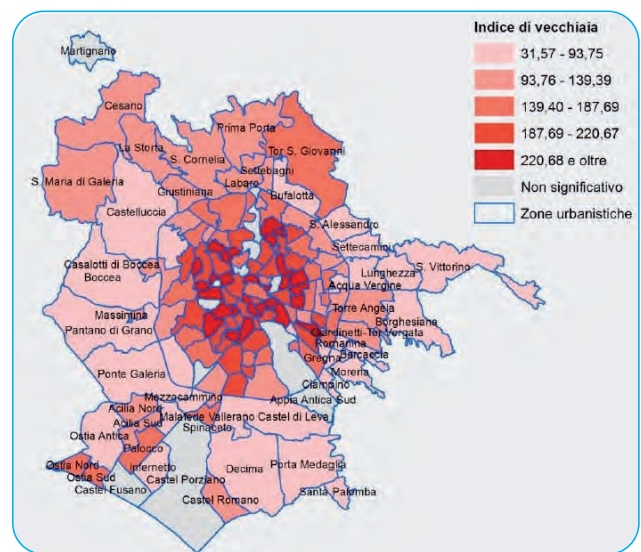 Indice di vecchiaia
31,57 - 93,75
93,76 - 139,39
139,40 - 187,69
187,69 - 220,67
220,68 e oltre
Non significativo
Zone urbanistiche
Martignano
Cesano
La Storta
S. Cornelia
Prima Porta
Tor S. Giovanni
S. Maria di Galeria
Settebagni
Giustiniana
Labaro
Bufalotta
Castelluccia
S. Alessandro
Settecamini
Casalotti di Boccea
Boccea
Lunghezza
S. Vittorino
Acqua Vergine
Massimina
Torre Angela
Borghesiana
Pantano di Grano
Giardinetti-Tor Vergata
Romanina
Gregna
Barcaccia
Morena
Ponte Galeria
Ciampino
Appia Antica Sud
Mezzocammino
Acilia Nord
Malafede
Vallerano Castel di Leva
Acilia Sud
Spinaceto
Ostia Antica
Palocco
Ostia Nord
Infernetto
Decima
Porta Medaglia
Ostia Sud
Castel Porziano
Castel Fusano
Castel Romano
Santa Palomba